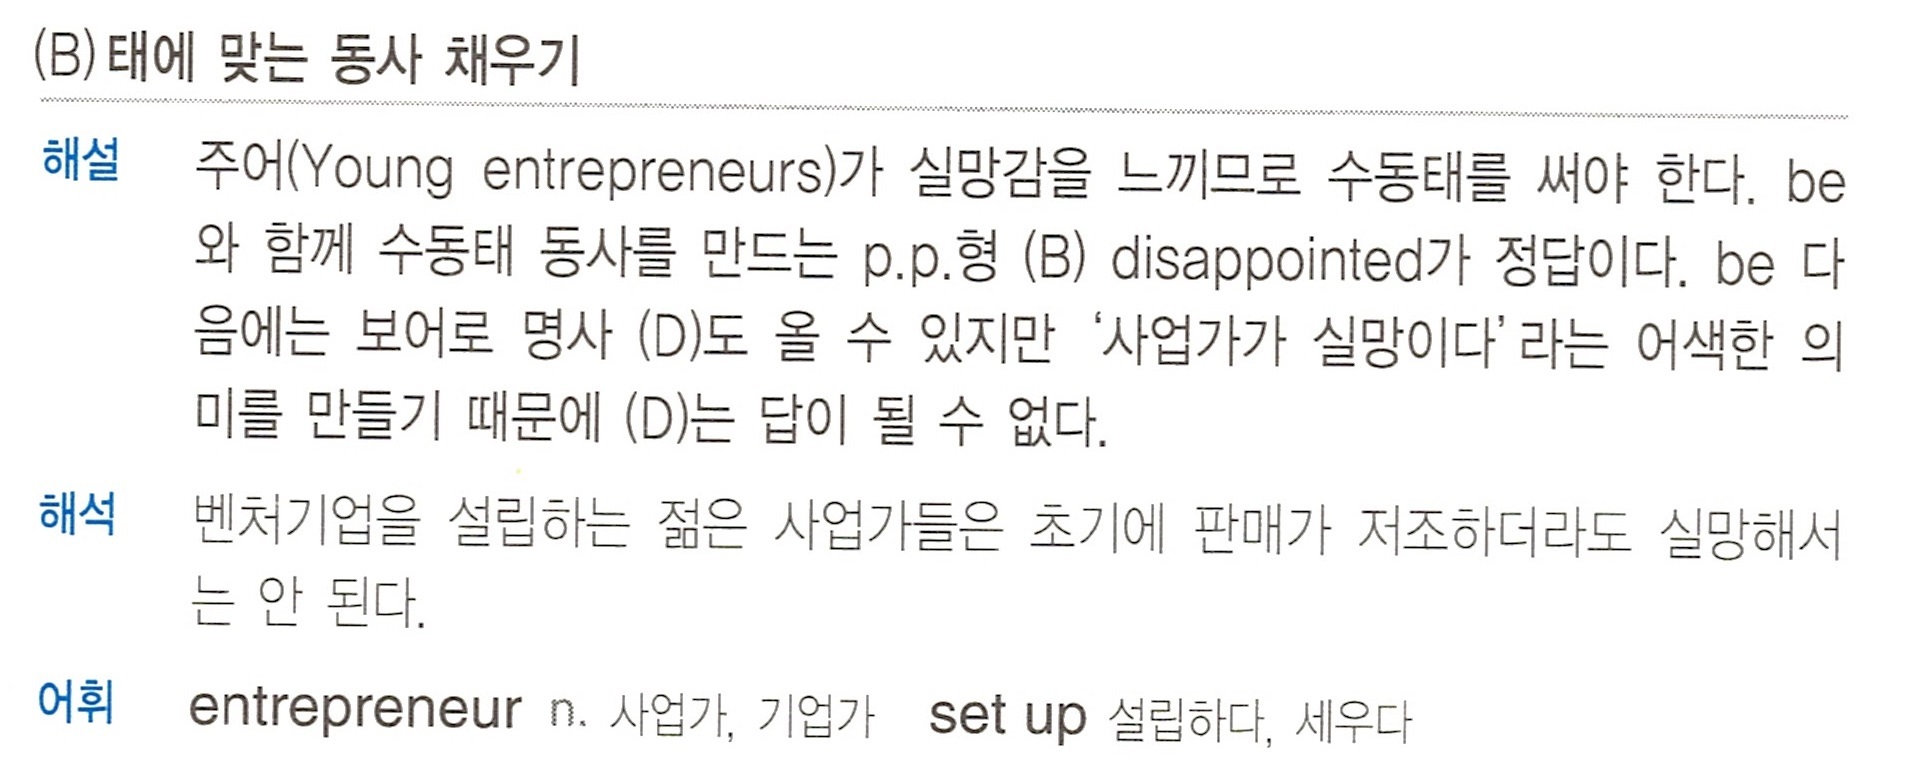 (B) 태에 맞는 동사 채우기
해설 주어(Young entrepreneurs)가 실망감을 느끼므로 수동태를 써야 한다. be
와 함께 수동태 동사를 만드는 p.p.형 (B) disappointed가 정답이다. be 다
음에는 보어로 명사 (D)도 올 수 있지만 ‘사업가가 실망이다’라는 어색한 의
미를 만들기 때문에 (D)는 답이 될 수 없다.
해석 벤처기업을 설립하는 젊은 사업가들은 초기에 판매가 저조하더라도 실망해서
는 안 된다.
어휘 entrepreneur n. 사업가, 기업가 set up 설립하다, 세우다